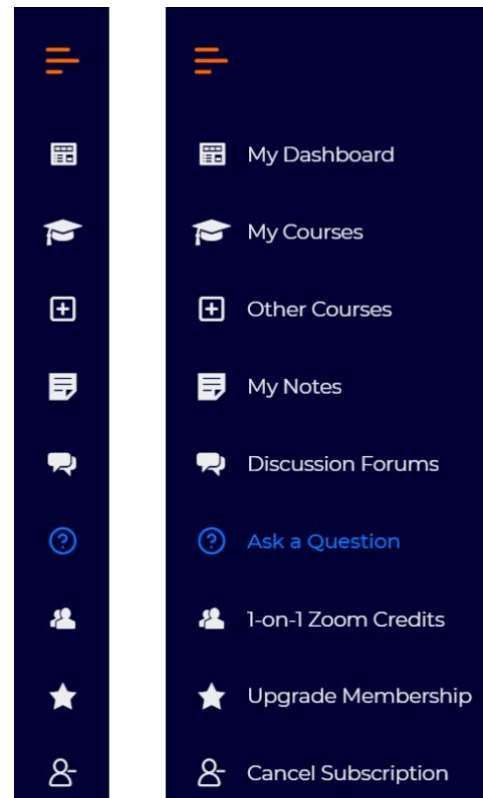 My Dashboard
My Courses
Other Courses
My Notes
Discussion Forums
Ask a Question
1-on-1 Zoom Credits
Upgrade Membership
Cancel Subscription